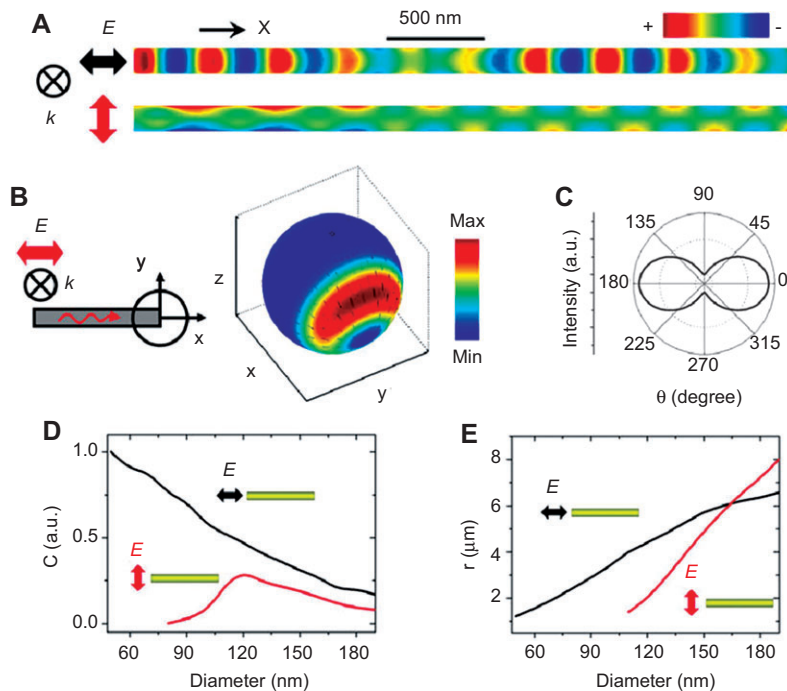 A
E
X
500 nm
+
-
k
B
E
k
y
x
z
x
y
Max
Min
C
Intensity (a.u.)
90
135
45
180
0
225
315
270
θ (degree)
D
C (a.u.)
1.0
0.5
0.0
E
E
60
90
120
150
180
Diameter (nm)
E
r (μm)
8
6
4
2
E
E
60
90
120
150
180
Diameter (nm)